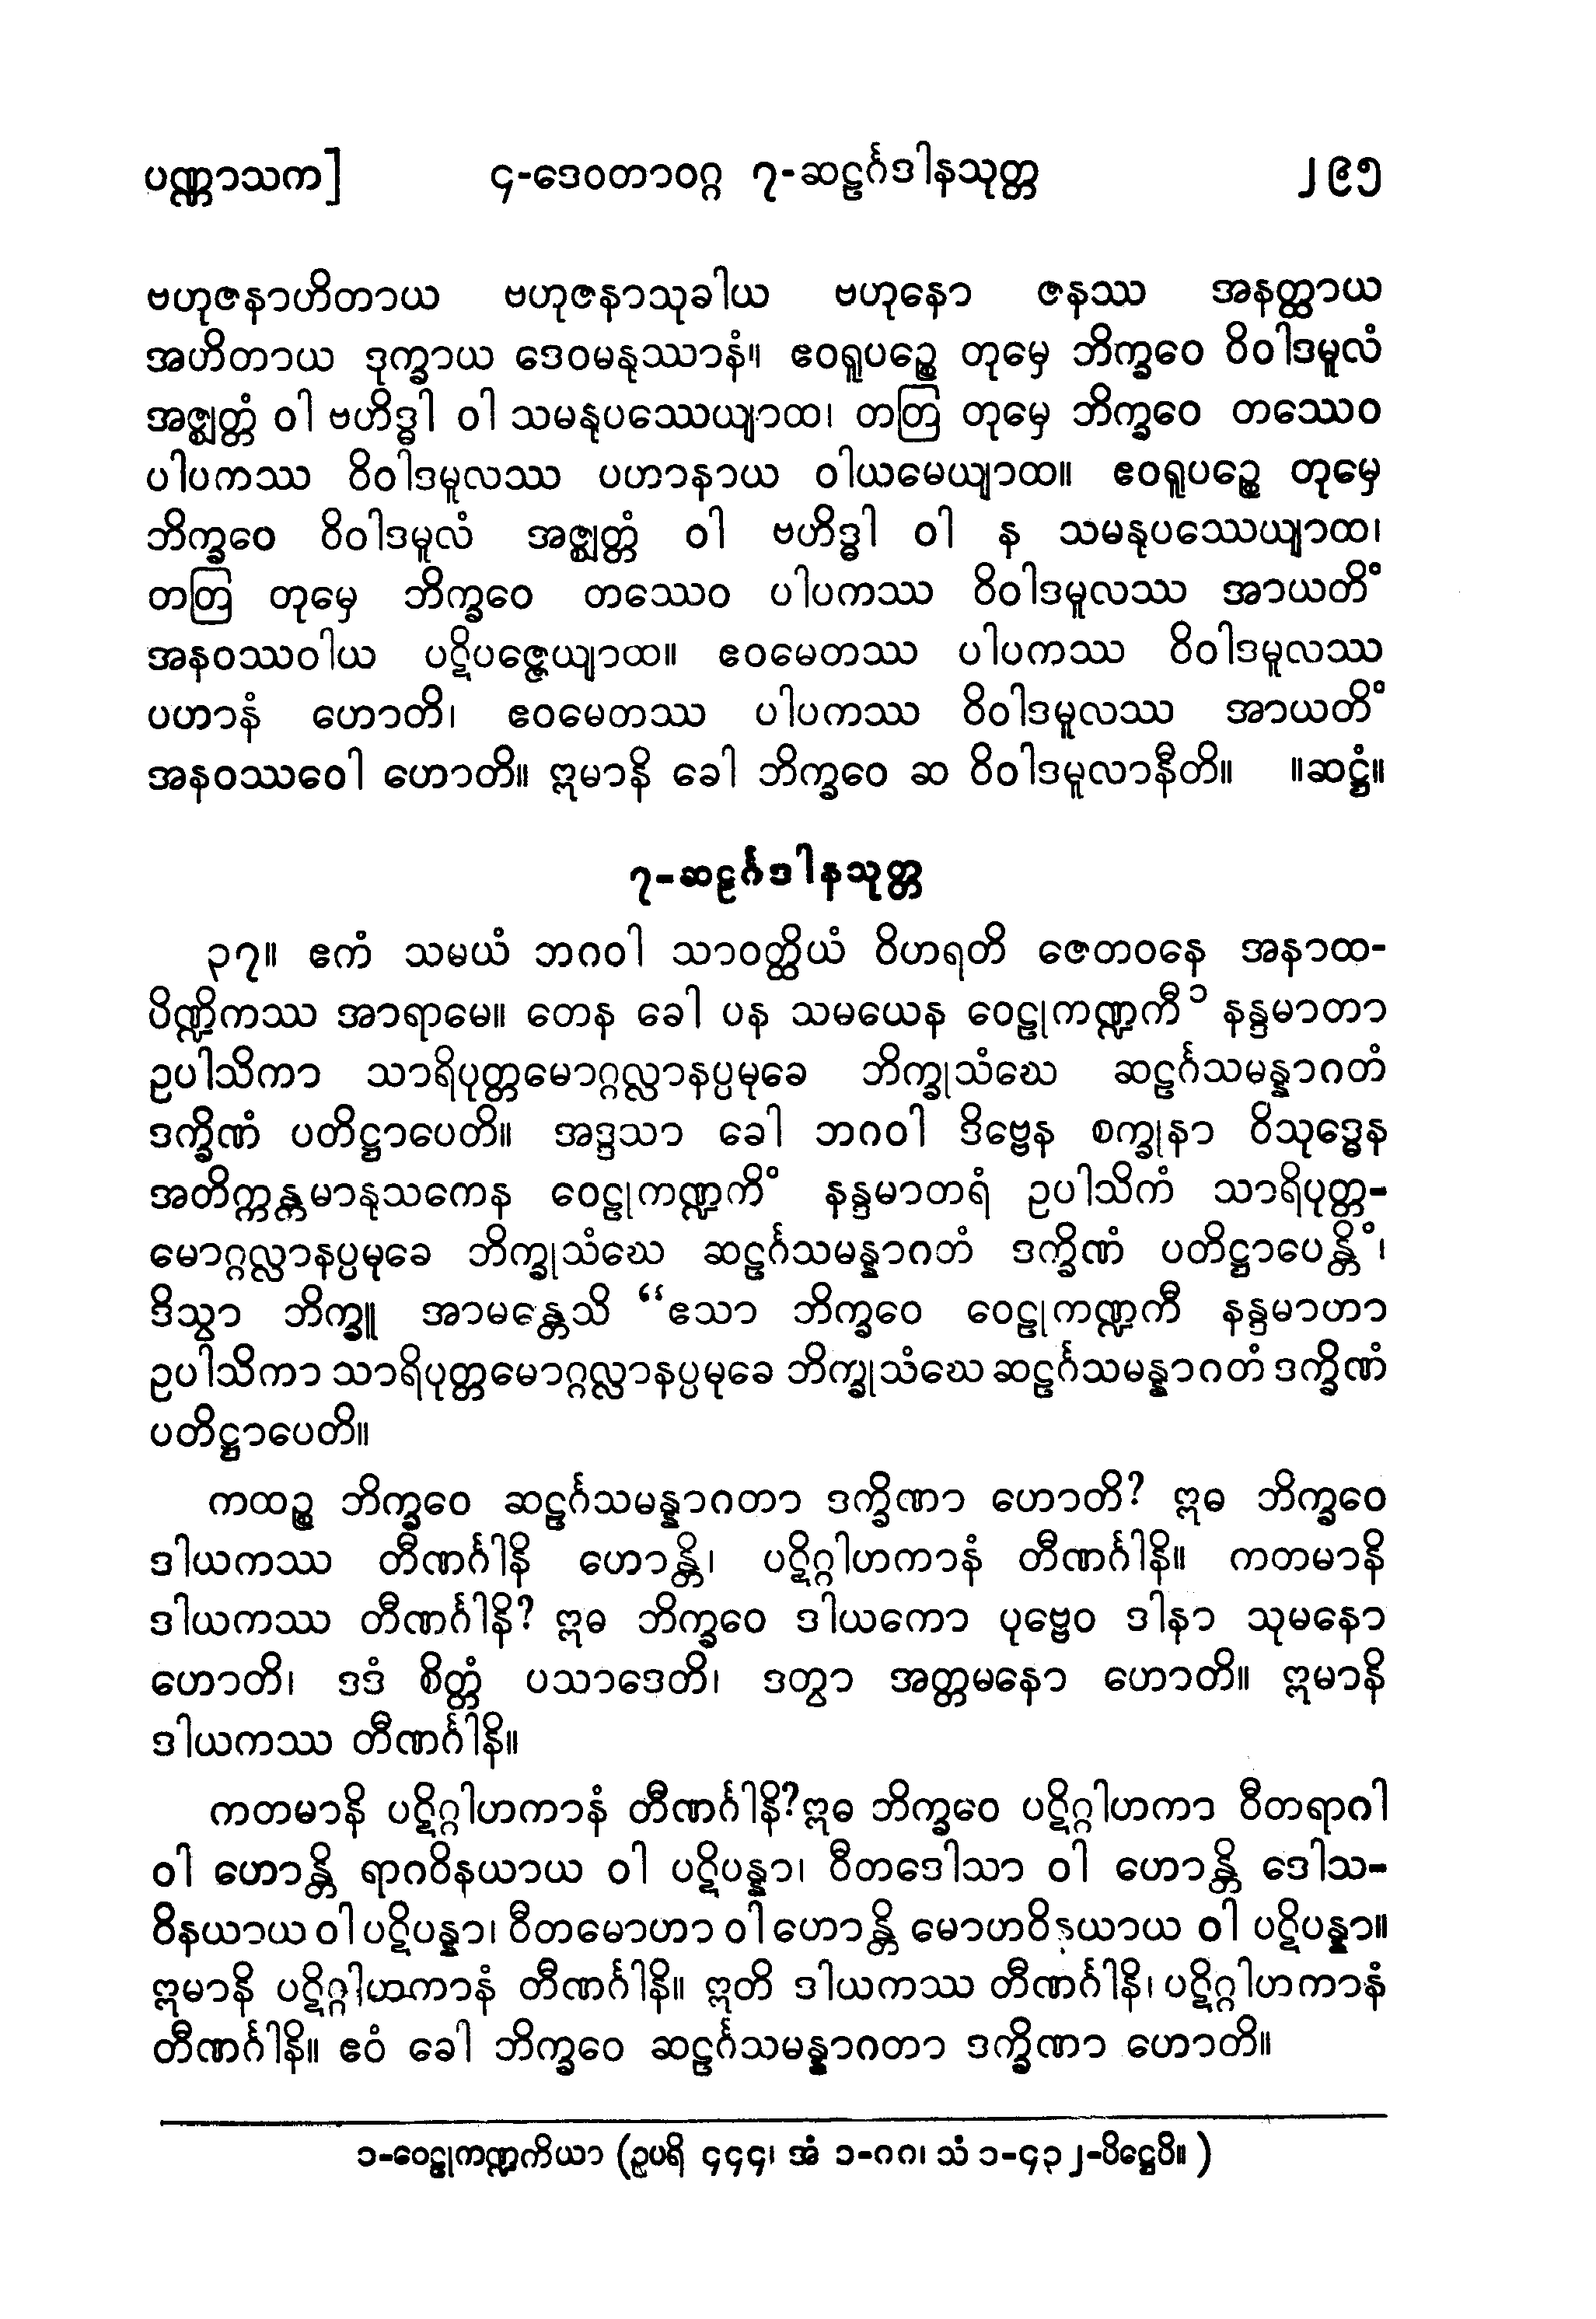 ပဏ္ဏာသက] ၄-ဒေဝတာဝဂ္ဂ ၇-ဆဠင်္ဂဒါနသုတ္တ ၂၉၅
ဗဟုဇနာဟိတာယ ဗဟုဇနာသုခါယ ဗဟုနော ဇနဿ အနတ္ထာယ
အဟိတာယ ဒုက္ခာယ ဒေဝမနုဿာနံ။ ဧဝရူပဉ္စေ တုမှေ ဘိက္ခဝေ ဝိဝါဒမူလံ
အဇ္ဈတ္တံ ဝါ ဗဟိဒ္ဓါ ဝါ သမနုပဿေယျာထ၊ တတြ တုမှေ ဘိက္ခဝေ တဿေဝ
ပါပကဿ ဝိဝါဒမူလဿ ပဟာနာယ ဝါယမေယျာထ။ ဧဝရူပဉ္စေ တုမှေ
ဘိက္ခဝေ ဝိဝါဒမူလံ အဇ္ဈတ္တံ ဝါ ဗဟိဒ္ဓါ ဝါ န သမနုပဿေယျာထ၊
တတြ တုမှေ ဘိက္ခဝေ တဿေဝ ပါပကဿ ဝိဝါဒမူလဿ အာယတိံ
အနဝဿဝါယ ပဋိပဇ္ဇေယျာထ။ ဧဝမေတဿ ပါပကဿ ဝိဝါဒမူလဿ
ပဟာနံ ဟောတိ၊ ဧဝမေတဿ ပါပကဿ ဝိဝါဒမူလဿ အာယတိံ
အနဝဿဝေါ ဟောတိ။ ဣမာနိ ခေါ ဘိက္ခဝေ ဆ ဝိဝါဒမူလာနီတိ။ ။ဆဋ္ဌံ။
၇-ဆဠင်္ဂဒါနသုတ္တ
၃၇။ ဧကံ သမယံ ဘဂဝါ သာဝတ္ထိယံ ဝိဟရတိ ဇေတဝနေ အနာထ-
ပိဏ္ဍိကဿ အာရာမေ။ တေန ခေါ ပန သမယေန ဝေဠုကဏ္ဍကီ ၁ နန္ဒမာတာ
ဥပါသိကာ သာရိပုတ္တမောဂ္ဂလ္လာနပ္ပမုခေ ဘိက္ခုသံဃေ ဆဠင်္ဂသမန္နာဂတံ
ဒက္ခိဏံ ပတိဋ္ဌာပေတိ။ အဒ္ဒသာ ခေါ ဘဂဝါ ဒိဗ္ဗေန စက္ခုနာ ဝိသုဒ္ဓေန
အတိက္ကန္တမာနုသကေန ဝေဠုကဏ္ဍကိံ နန္ဒမာတရံ ဥပါသိကံ သာရိပုတ္တ-
မောဂ္ဂလ္လာနပ္ပမုခေ ဘိက္ခုသံဃေ ဆဠင်္ဂသမန္နာဂတံ ဒက္ခိဏံ ပတိဋ္ဌာပေန္တိံ၊
ဒိသွာ ဘိက္ခူ အာမန္တေသိ “ဧသာ ဘိက္ခဝေ ဝေဠုကဏ္ဍကီ နန္ဒမာတာ
ဥပါသိကာ သာရိပုတ္တမောဂ္ဂလ္လာနပ္ပမုခေ ဘိက္ခုသံဃေ ဆဠင်္ဂသမန္နာဂတံ ဒက္ခိဏံ
ပတိဋ္ဌာပေတိ။
ကထဉ္စ ဘိက္ခဝေ ဆဠင်္ဂသမန္နာဂတာ ဒက္ခိဏာ ဟောတိ? ဣဓ ဘိက္ခဝေ
ဒါယကဿ တီဏင်္ဂါနိ ဟောန္တိ၊ ပဋိဂ္ဂါဟကာနံ တီဏင်္ဂါနိ။ ကတမာနိ
ဒါယကဿ တီဏင်္ဂါနိ? ဣဓ ဘိက္ခဝေ ဒါယကော ပုဗ္ဗေဝ ဒါနာ သုမနော
ဟောတိ၊ ဒဒံ စိတ္တံ ပသာဒေတိ၊ ဒတွာ အတ္တမနော ဟောတိ။ ဣမာနိ
ဒါယကဿ တီဏင်္ဂါနိ။
ကတမာနိ ပဋိဂ္ဂါဟကာနံ တီဏင်္ဂါနိ?ဣဓ ဘိက္ခဝေ ပဋိဂ္ဂါဟကာ ဝီတရာဂါ
ဝါ ဟောန္တိ ရာဂဝိနယာယ ဝါ ပဋိပန္နာ၊ ဝီတဒေါသာ ဝါ ဟောန္တိ ဒေါသ-
ဝိနယာယ ဝါ ပဋိပန္နာ၊ ဝီတမောဟာ ဝါ ဟောန္တိ မောဟဝိနယာယ ဝါ ပဋိပန္နာ။
ဣမာနိ ပဋိဂ္ဂါဟကာနံ တီဏင်္ဂါနိ။ ဣတိ ဒါယကဿ တီဏင်္ဂါနိ၊ ပဋိဂ္ဂါဟကာနံ
တီဏင်္ဂါနိ။ ဧဝံ ခေါ ဘိက္ခဝေ ဆဠင်္ဂသမန္နာဂတာ ဒက္ခိဏာ ဟောတိ။
၁-ဝေဠုကဏ္ဍကိယာ (ဥပရိ ၄၄၄၊ အံ ၁-ဂဂ၊ သံ ၁-၄၃၂-ပိဋ္ဌေပိ။ )